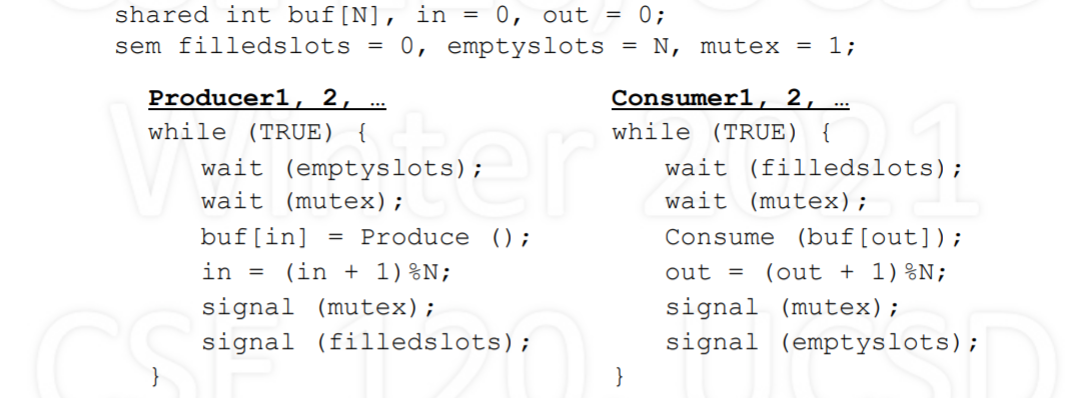 shared int buf[N], in = 0, out = 0;
sem filledslots = 0, emptyslots = N, mutex = 1;
Producer1, 2, …
while (TRUE) {
wait (emptyslots);
wait (mutex);
buf[in] = Produce ();
in = (in + 1)%N;
signal (mutex);
signal (filledslots);
}
Consumer1, 2, …
while (TRUE) {
wait (filledslots);
wait (mutex);
Consume (buf[out]);
out = (out + 1)%N;
signal (mutex);
signal (emptyslots);
}
Winter 2021
CSE 120, UCSD